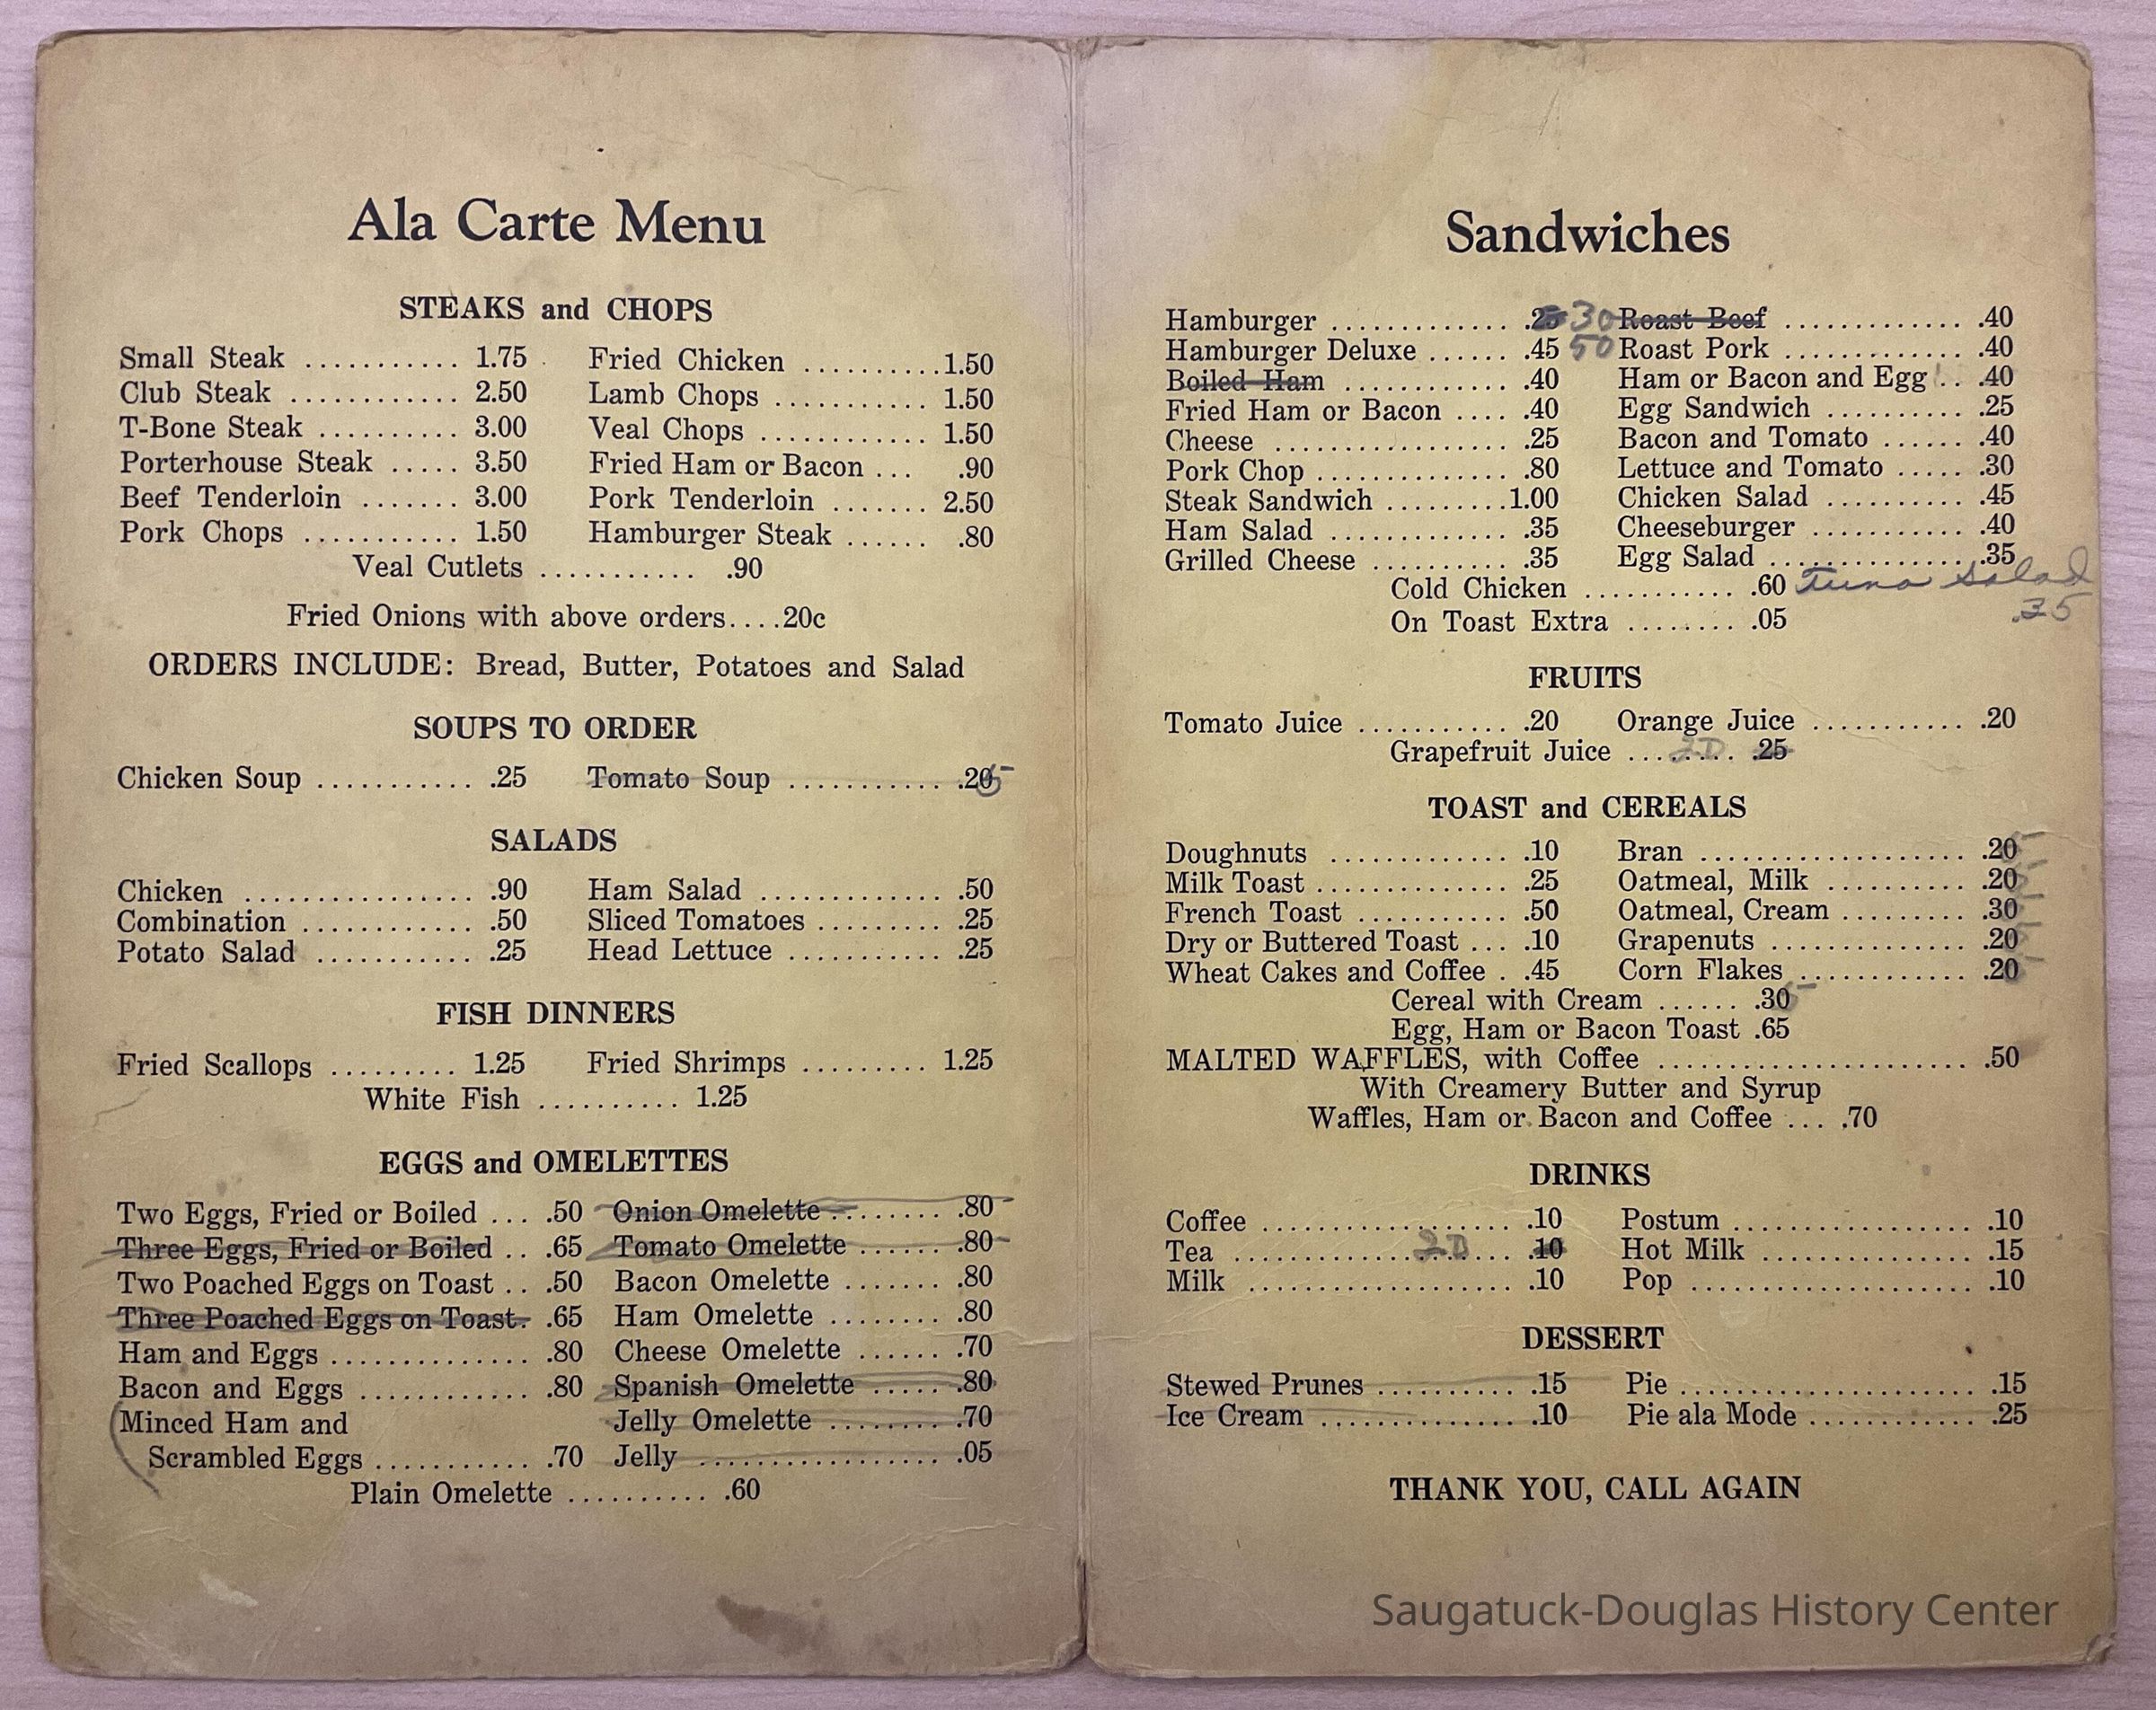 Ala Carte Menu
STEAKS and CHOPS
Small Steak ........... 1.75
Club Steak ............ 2.50
T-Bone Steak .......... 3.00
Porterhouse Steak ..... 3.50
Beef Tenderloin ....... 3.00
Pork Chops ........... 1.50
Fried Chicken ..........1.50
Lamb Chops ........... 1.50
Veal Chops ............ 1.50
Fried Ham or Bacon ... .90
Pork Tenderloin ....... 2.50
Hamburger Steak ...... .80
Veal Cutlets ........... .90
Fried Onions with above orders....20c
ORDERS INCLUDE: Bread, Butter, Potatoes and Salad
SOUPS TO ORDER
Chicken Soup ........... .25
Tomato Soup ........... .20 5
SALADS
Chicken ................ .90
Combination ............ .50
Potato Salad ........... .25
Ham Salad ............. .50
Sliced Tomatoes ......... .25
Head Lettuce ........... .25
FISH DINNERS
Fried Scallops ......... 1.25
Fried Shrimps ......... 1.25
White Fish .......... 1.25
EGGS and OMELETTES
Two Eggs, Fried or Boiled ... .50
Three Eggs, Fried or Boiled .. .65
Two Poached Eggs on Toast .. .50
Three Poached Eggs on Toast. .65
Ham and Eggs .............. .80
Bacon and Eggs ............ .80
Minced Ham and
Scrambled Eggs ........... .70
Onion Omelette ......... .80
Tomato Omelette ...... .80
Bacon Omelette ....... .80
Ham Omelette ........ .80
Cheese Omelette ...... .70
Spanish Omelette ..... .80
Jelly Omelette ........ .70
Jelly ................. .05
Plain Omelette .......... .60
Sandwiches
Hamburger ............. .25 30
Hamburger Deluxe ...... .45 50
Boiled Ham ............ .40
Fried Ham or Bacon .... .40
Cheese ................. .25
Pork Chop .............. .80
Steak Sandwich .........1.00
Ham Salad ............. .35
Grilled Cheese .......... .35
Roast Beef ............. .40
Roast Pork ............. .40
Ham or Bacon and Egg .. .40
Egg Sandwich .......... .25
Bacon and Tomato ...... .40
Lettuce and Tomato ..... .30
Chicken Salad .......... .45
Cheeseburger ........... .40
Egg Salad ...............35
Cold Chicken ........... .60 Tuna Salad
.35
On Toast Extra ........ .05
FRUITS
Tomato Juice ........... .20
Orange Juice ........... .20
Grapefruit Juice ........ 20 .25
TOAST and CEREALS
Doughnuts ............. .10
Milk Toast .............. .25
French Toast ........... .50
Dry or Buttered Toast ... .10
Wheat Cakes and Coffee . .45
Bran .................... .20 5
Oatmeal, Milk .......... .20 5
Oatmeal, Cream ......... .30 5
Grapenuts .............. .20 5
Corn Flakes ............ .20 5
Cereal with Cream ...... .30 5
Egg, Ham or Bacon Toast .65
MALTED WAFFLES, with Coffee ....................... .50
With Creamery Butter and Syrup
Waffles, Ham or Bacon and Coffee ... .70
DRINKS
Coffee ................... .10
Tea ..................... 20 .10
Milk .................... .10
Postum .................. .10
Hot Milk ................ .15
Pop ..................... .10
DESSERT
Stewed Prunes ........... .15
Ice Cream ............... .10
Pie ...................... .15
Pie ala Mode ............ .25
THANK YOU, CALL AGAIN
Saugatuck-Douglas History Center